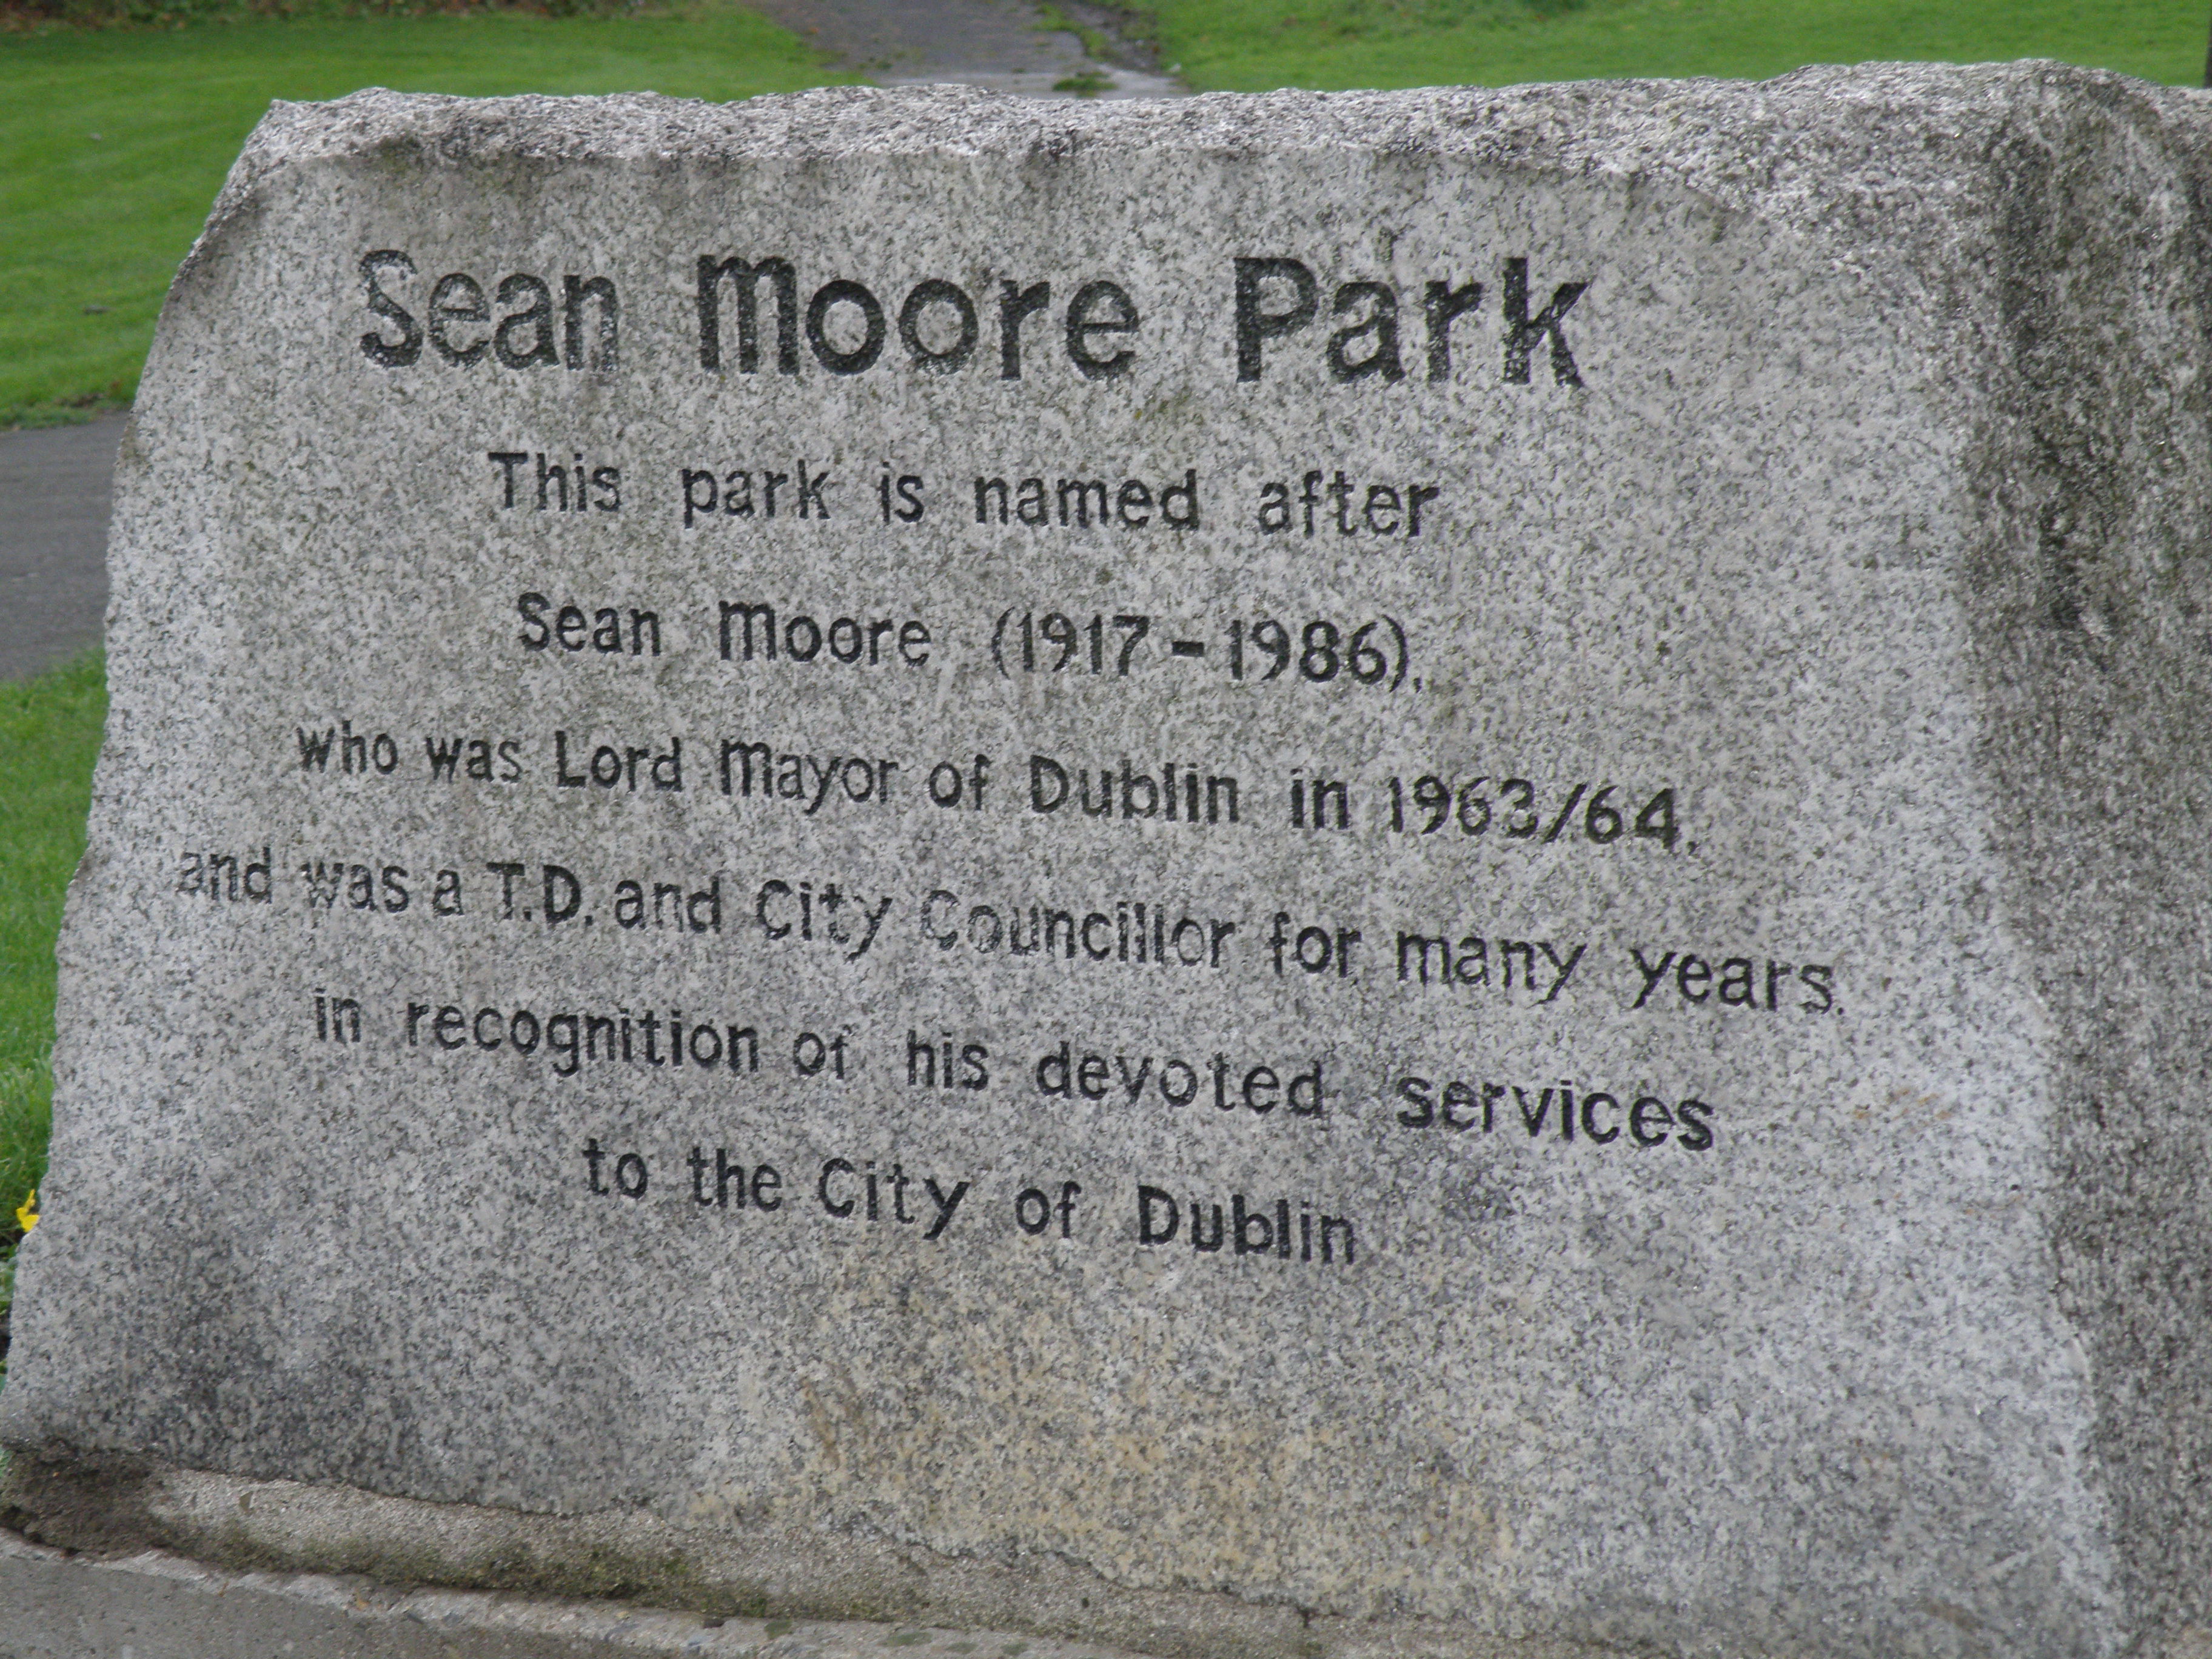 Sean Moore Park
This park is named after
Sean Moore (1917-1986),
who was Lord Mayor of Dublin in 1963/64,
and was a T.D. and City Councillor for many years.
in recognition of his devoted services
to the City of Dublin